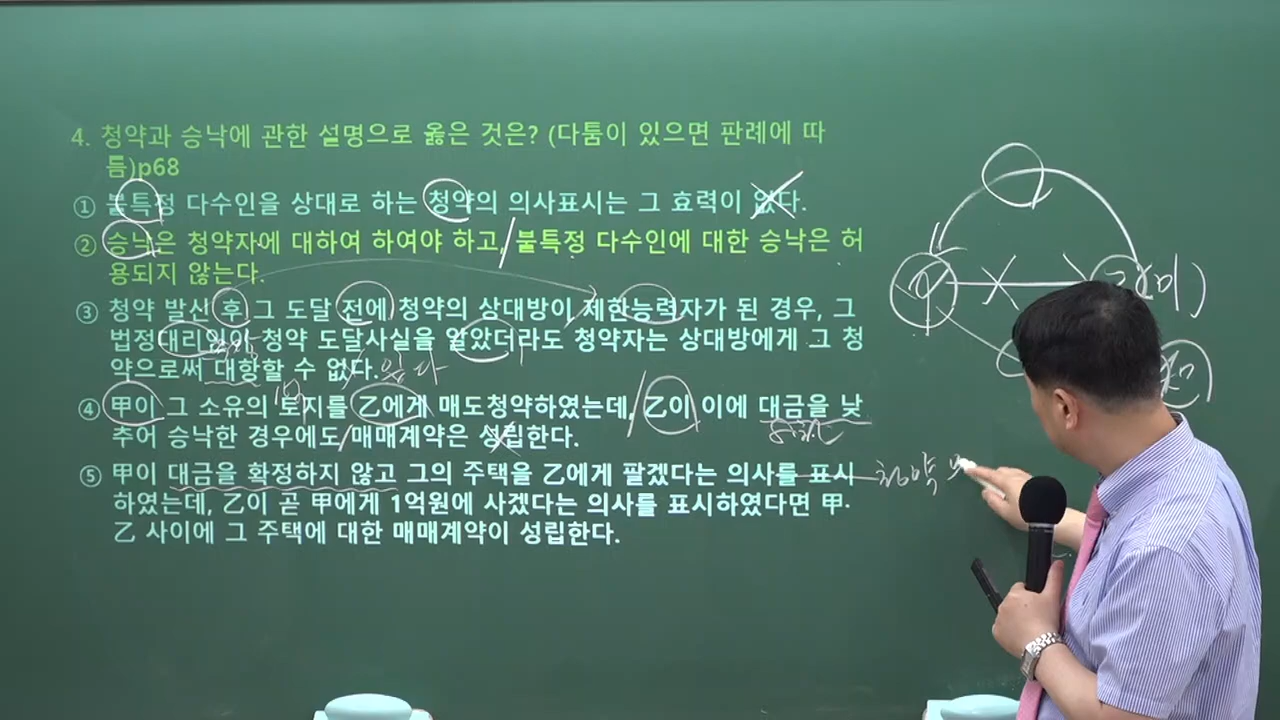 4. 청약과 승낙에 관한 설명으로 옳은 것은? (다툼이 있으면 판례에 따
름)p68
① 불특정 다수인을 상대로 하는 청약의 의사표시는 그 효력이 없다.
② 승낙은 청약자에 대하여 하여야 하고, 불특정 다수인에 대한 승낙은 허
용되지 않는다.
③ 청약 발신 후 그 도달 전에 청약의 상대방이 제한능력자가 된 경우, 그
법정대리인이 청약 도달사실을 알았더라도 청약자는 상대방에게 그 청
약으로써 대항할 수 없다.
있다
④ 甲이 그 소유의 토지를 乙에게 매도청약하였는데, 乙이 이에 대금을 낮
추어 승낙한 경우에도 매매계약은 성립한다.
⑤ 甲이 대금을 확정하지 않고 그의 주택을 乙에게 팔겠다는 의사를 표시
청약
하였는데, 乙이 곧 甲에게 1억원에 사겠다는 의사를 표시하였다면 甲·
乙 사이에 그 주택에 대한 매매계약이 성립한다.
(미)